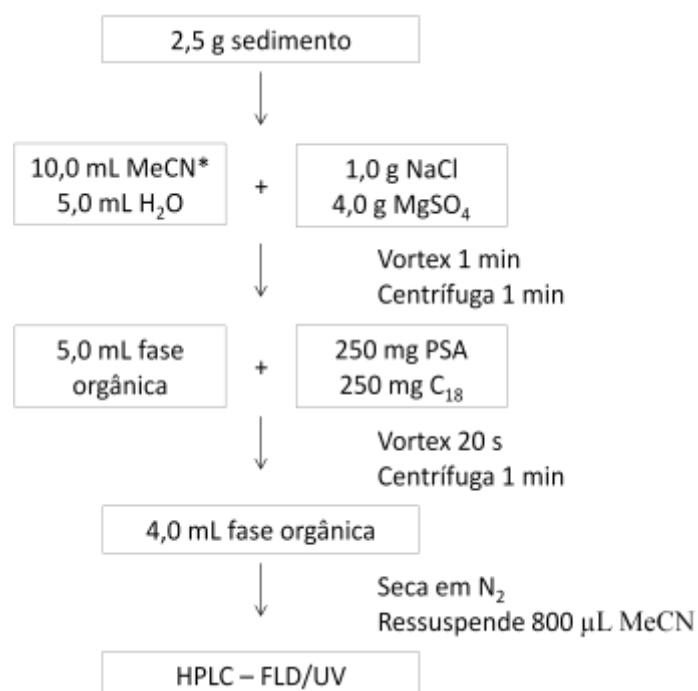 2,5 g sedimento
10,0 mL MeCN*
5,0 mL H₂O
+
1,0 g NaCl
4,0 g MgSO₄
Vortex 1 min
Centrífuga 1 min
5,0 mL fase
orgânica
+
250 mg PSA
250 mg C₁₈
Vortex 20 s
Centrífuga 1 min
4,0 mL fase orgânica
Seca em N₂
Ressuspende 800 µL MeCN
HPLC – FLD/UV